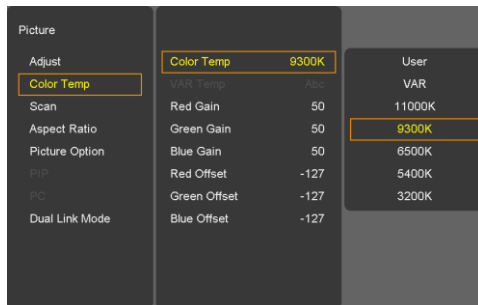 Picture
Adjust
Color Temp
Scan
Aspect Ratio
Picture Option
PIP
PC
Dual Link Mode
Color Temp 9300K
VAR Temp Abc
Red Gain 50
Green Gain 50
Blue Gain 50
Red Offset -127
Green Offset -127
Blue Offset -127
User
VAR
11000K
9300K
6500K
5400K
3200K